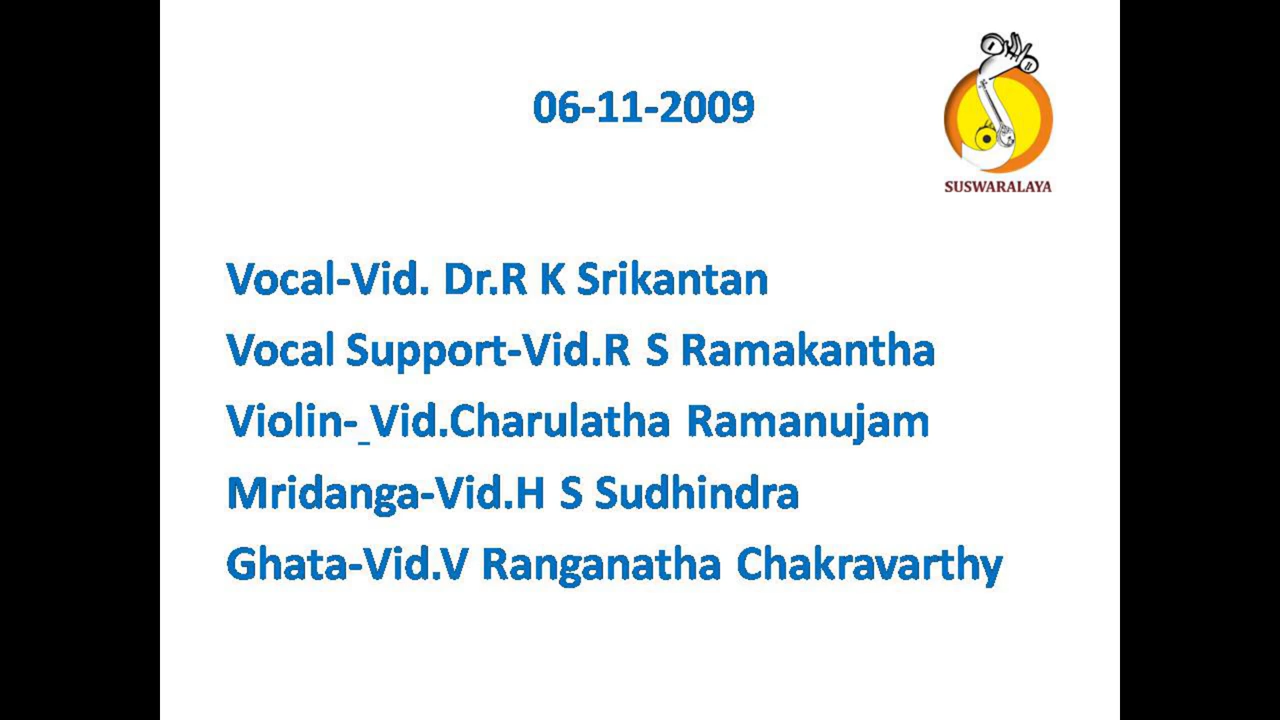 06-11-2009
SUSWARALAYA
Vocal-Vid. Dr.R K Srikantan
Vocal Support-Vid.R S Ramakantha
Violin-_Vid.Charulatha Ramanujam
Mridanga-Vid.H S Sudhindra
Ghata-Vid.V Ranganatha Chakravarthy